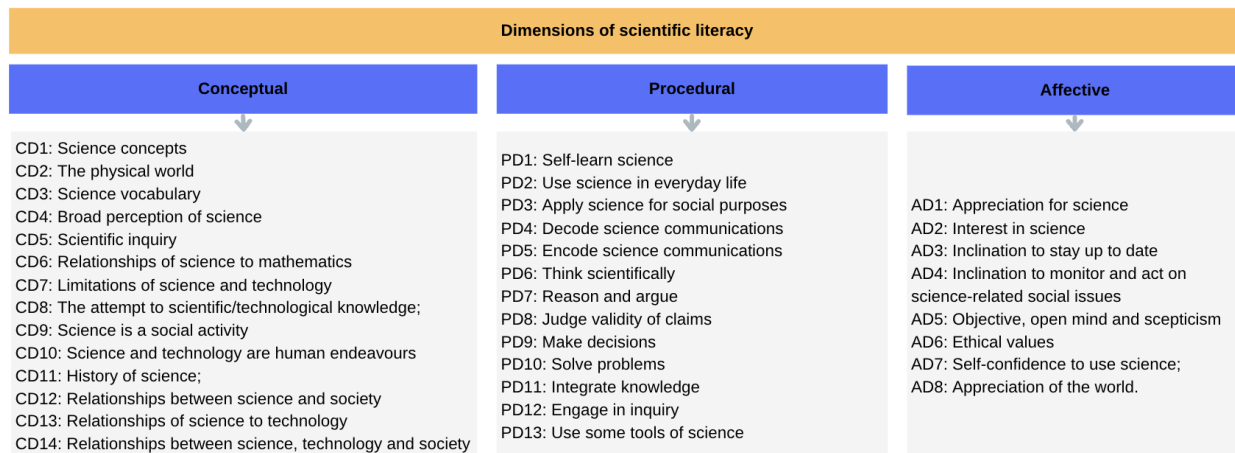 Dimensions of scientific literacy
Conceptual
CD1: Science concepts
CD2: The physical world
CD3: Science vocabulary
CD4: Broad perception of science
CD5: Scientific inquiry
CD6: Relationships of science to mathematics
CD7: Limitations of science and technology
CD8: The attempt to scientific/technological knowledge;
CD9: Science is a social activity
CD10: Science and technology are human endeavours
CD11: History of science;
CD12: Relationships between science and society
CD13: Relationships of science to technology
CD14: Relationships between science, technology and society
Procedural
PD1: Self-learn science
PD2: Use science in everyday life
PD3: Apply science for social purposes
PD4: Decode science communications
PD5: Encode science communications
PD6: Think scientifically
PD7: Reason and argue
PD8: Judge validity of claims
PD9: Make decisions
PD10: Solve problems
PD11: Integrate knowledge
PD12: Engage in inquiry
PD13: Use some tools of science
Affective
AD1: Appreciation for science
AD2: Interest in science
AD3: Inclination to stay up to date
AD4: Inclination to monitor and act on
science-related social issues
AD5: Objective, open mind and scepticism
AD6: Ethical values
AD7: Self-confidence to use science;
AD8: Appreciation of the world.